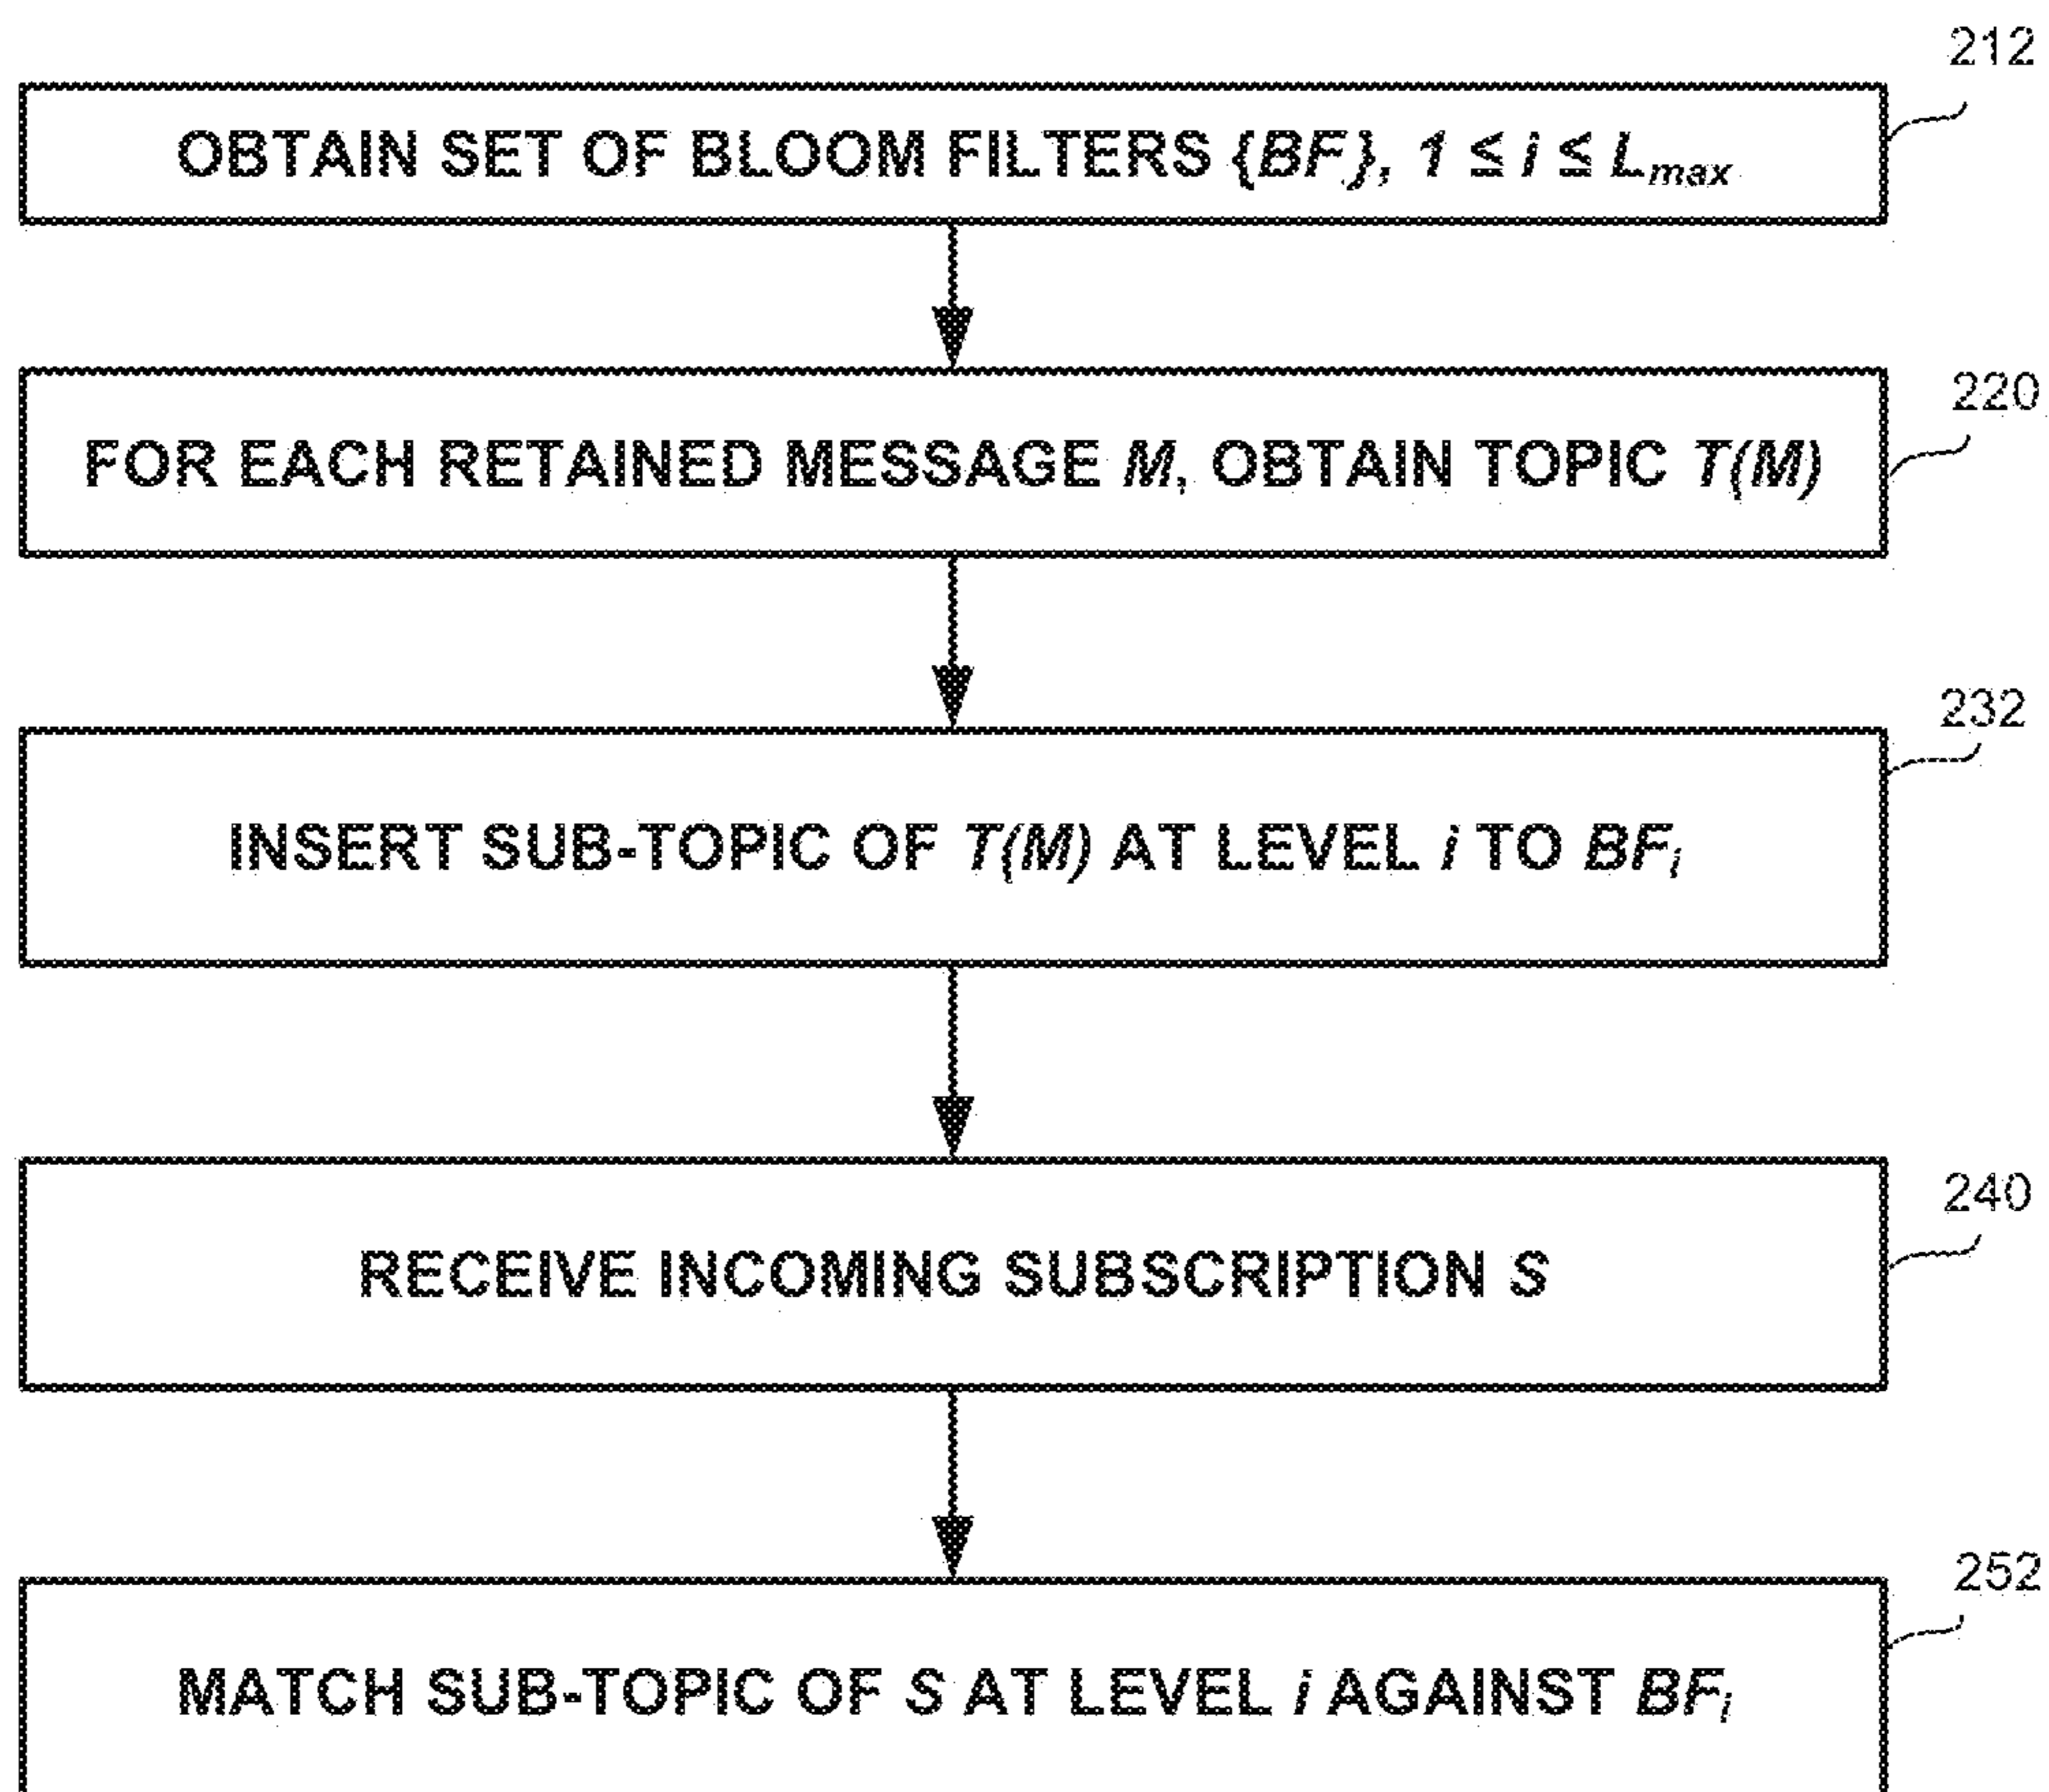 212
OBTAIN SET OF BLOOM FILTERS {BF}, 1 ≤ i ≤ Lmax
220
FOR EACH RETAINED MESSAGE M, OBTAIN TOPIC T(M)
232
INSERT SUB-TOPIC OF T(M) AT LEVEL i TO BFi
240
RECEIVE INCOMING SUBSCRIPTION S
252
MATCH SUB-TOPIC OF S AT LEVEL i AGAINST BFi